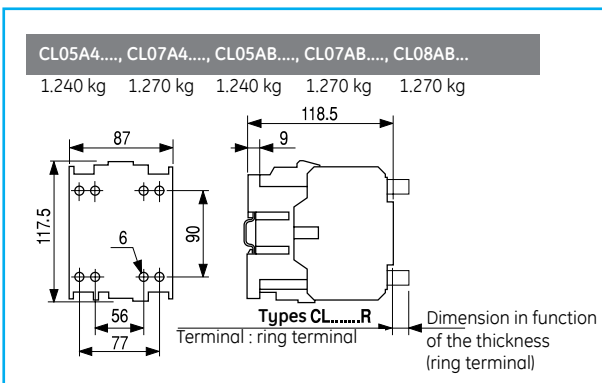 CL05A4...., CL07A4...., CL05AB...., CL07AB...., CL08AB...
1.240 kg 1.270 kg 1.240 kg 1.270 kg 1.270 kg
118.5
87
9
117.5
6
90
56
77
Types CL.......R
Terminal : ring terminal
Dimension in function
of the thickness
(ring terminal)